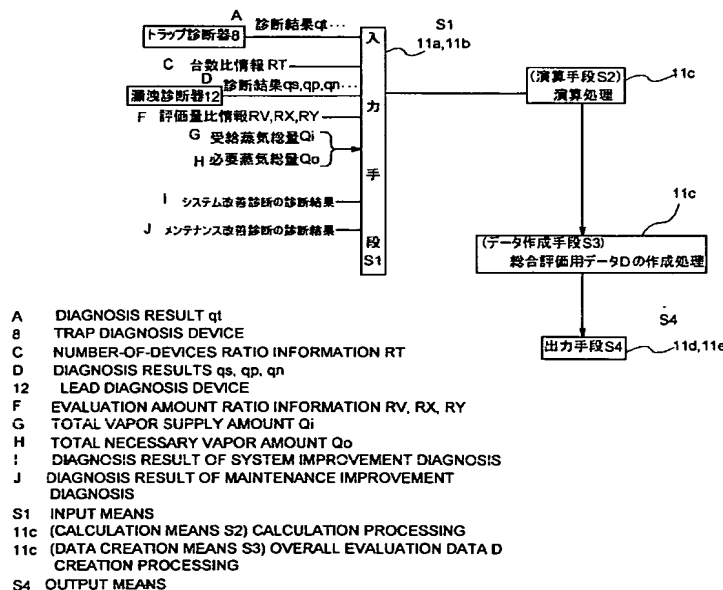 A 診断結果qt…
トラップ診断器8
S1
11a,11b
C 台数比情報 RT
D 診断結果qs,qp,qn…
漏洩診断器12
F 評価量比情報RV,RX,RY
G 受給蒸気総量Qi
H 必要蒸気総量Qo
I システム改善診断の診断結果
J メンテナンス改善診断の診断結果
入力手段S1
(演算手段S2)
演算処理
11c
11c
(データ作成手段S3)
総合評価用データDの作成処理
S4
出力手段S4
11d,11e
A DIAGNOSIS RESULT qt
8 TRAP DIAGNOSIS DEVICE
C NUMBER-OF-DEVICES RATIO INFORMATION RT
D DIAGNOSIS RESULTS qs, qp, qn
12 LEAD DIAGNOSIS DEVICE
F EVALUATION AMOUNT RATIO INFORMATION RV, RX, RY
G TOTAL VAPOR SUPPLY AMOUNT Qi
H TOTAL NECESSARY VAPOR AMOUNT Qo
I DIAGNOSIS RESULT OF SYSTEM IMPROVEMENT DIAGNOSIS
J DIAGNOSIS RESULT OF MAINTENANCE IMPROVEMENT
DIAGNOSIS
S1 INPUT MEANS
11c (CALCULATION MEANS S2) CALCULATION PROCESSING
11c (DATA CREATION MEANS S3) OVERALL EVALUATION DATA D
CREATION PROCESSING
S4 OUTPUT MEANS